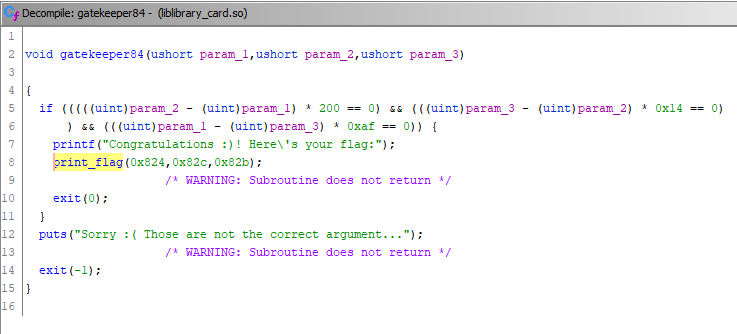 Decompile: gatekeeper84 - (liblibrary_card.so)
1
2 void gatekeeper84(ushort param_1,ushort param_2,ushort param_3)
3
4 {
5 if (((((uint)param_2 - (uint)param_1) * 200 == 0) && (((uint)param_3 - (uint)param_2) * 0x14 == 0)
6 ) && (((uint)param_1 - (uint)param_3) * 0xaf == 0)) {
7 printf("Congratulations :)! Here\'s your flag:");
8 print_flag(0x824,0x82c,0x82b);
9 /* WARNING: Subroutine does not return */
10 exit(0);
11 }
12 puts("Sorry :( Those are not the correct argument...");
13 /* WARNING: Subroutine does not return */
14 exit(-1);
15 }
16